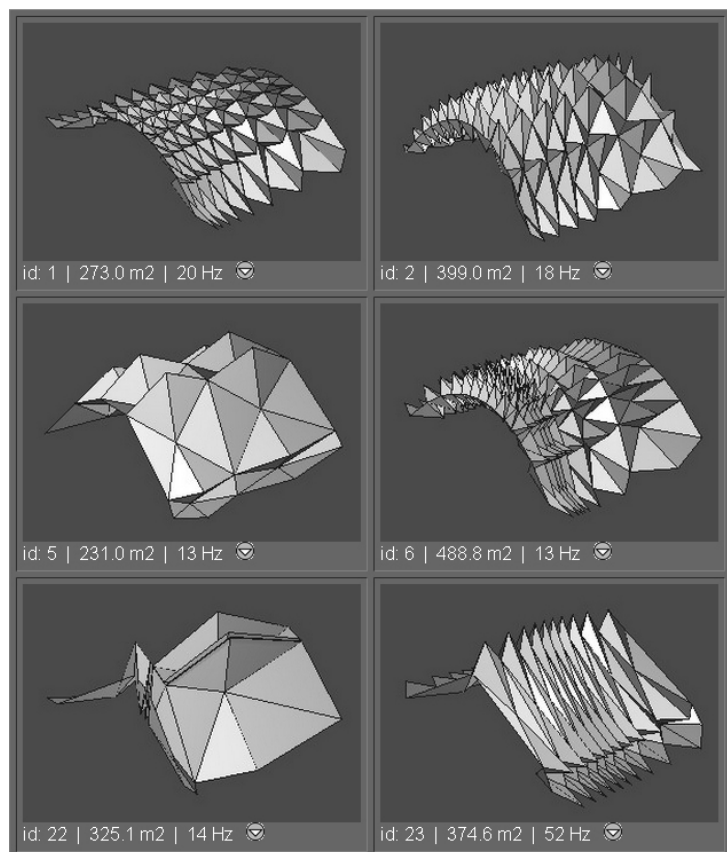 id: 1 | 273.0 m2 | 20 Hz
id: 2 | 399.0 m2 | 18 Hz
id: 5 | 231.0 m2 | 13 Hz
id: 6 | 488.8 m2 | 13 Hz
id: 22 | 325.1 m2 | 14 Hz
id: 23 | 374.6 m2 | 52 Hz